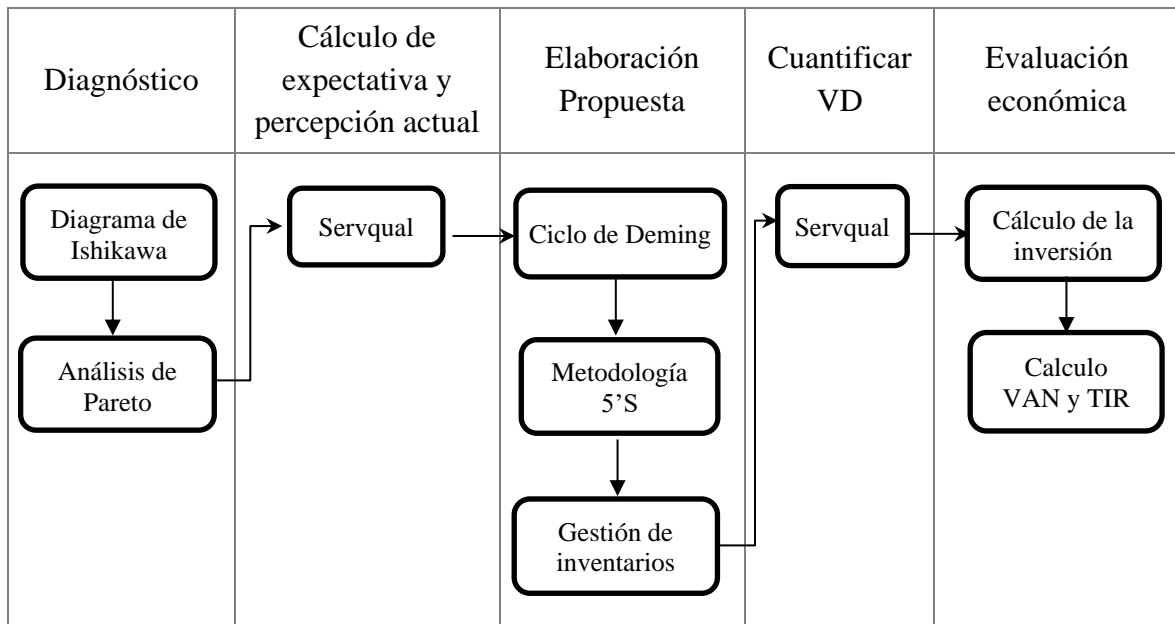 Diagnóstico
Cálculo de
expectativa y
percepción actual
Elaboración
Propuesta
Cuantificar
VD
Evaluación
económica
Diagrama de
Ishikawa
Análisis de
Pareto
Servqual
Ciclo de Deming
Metodología
5’S
Gestión de
inventarios
Servqual
Cálculo de la
inversión
Calculo
VAN y TIR